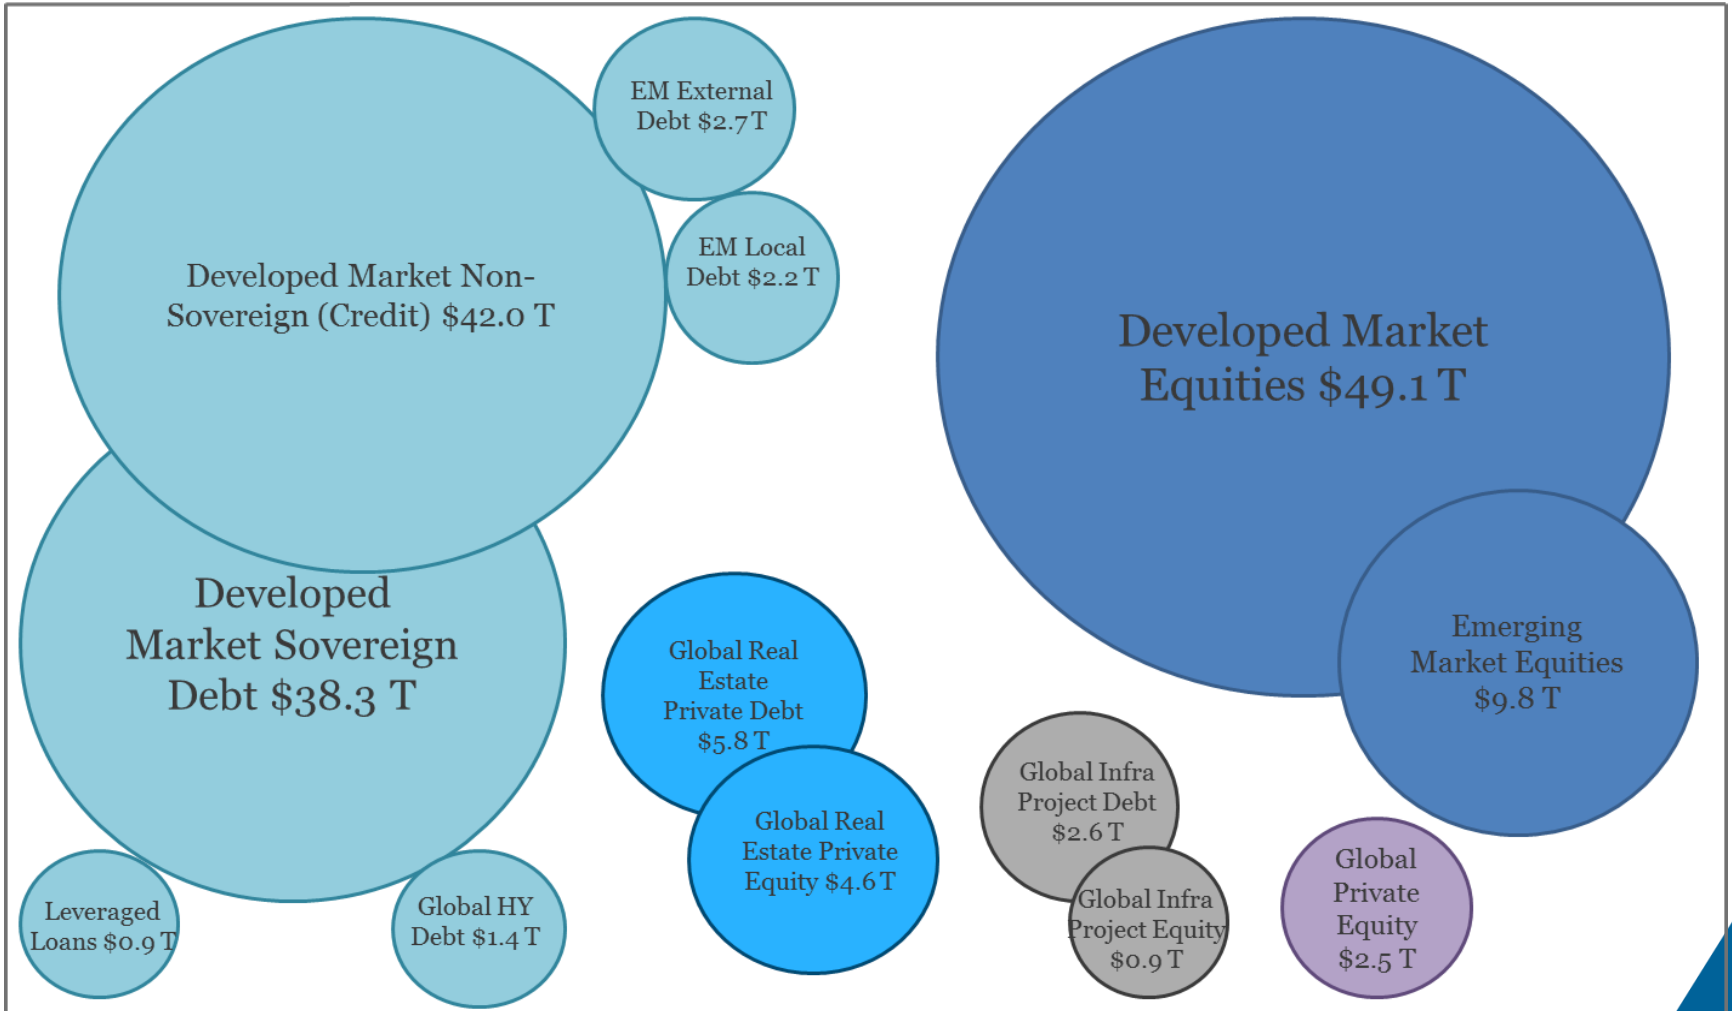 EM External
Debt $2.7 T
EM Local
Debt $2.2 T
Developed Market Non-
Sovereign (Credit) $42.0 T
Developed Market
Equities $49.1 T
Developed
Market Sovereign
Debt $38.3 T
Emerging
Market Equities
$9.8 T
Global Real
Estate
Private Debt
$5.8 T
Global Real
Estate Private
Equity $4.6 T
Global Infra
Project Debt
$2.6 T
Global Infra
Project Equity
$0.9 T
Global
Private
Equity
$2.5 T
Leveraged
Loans $0.9 T
Global HY
Debt $1.4 T